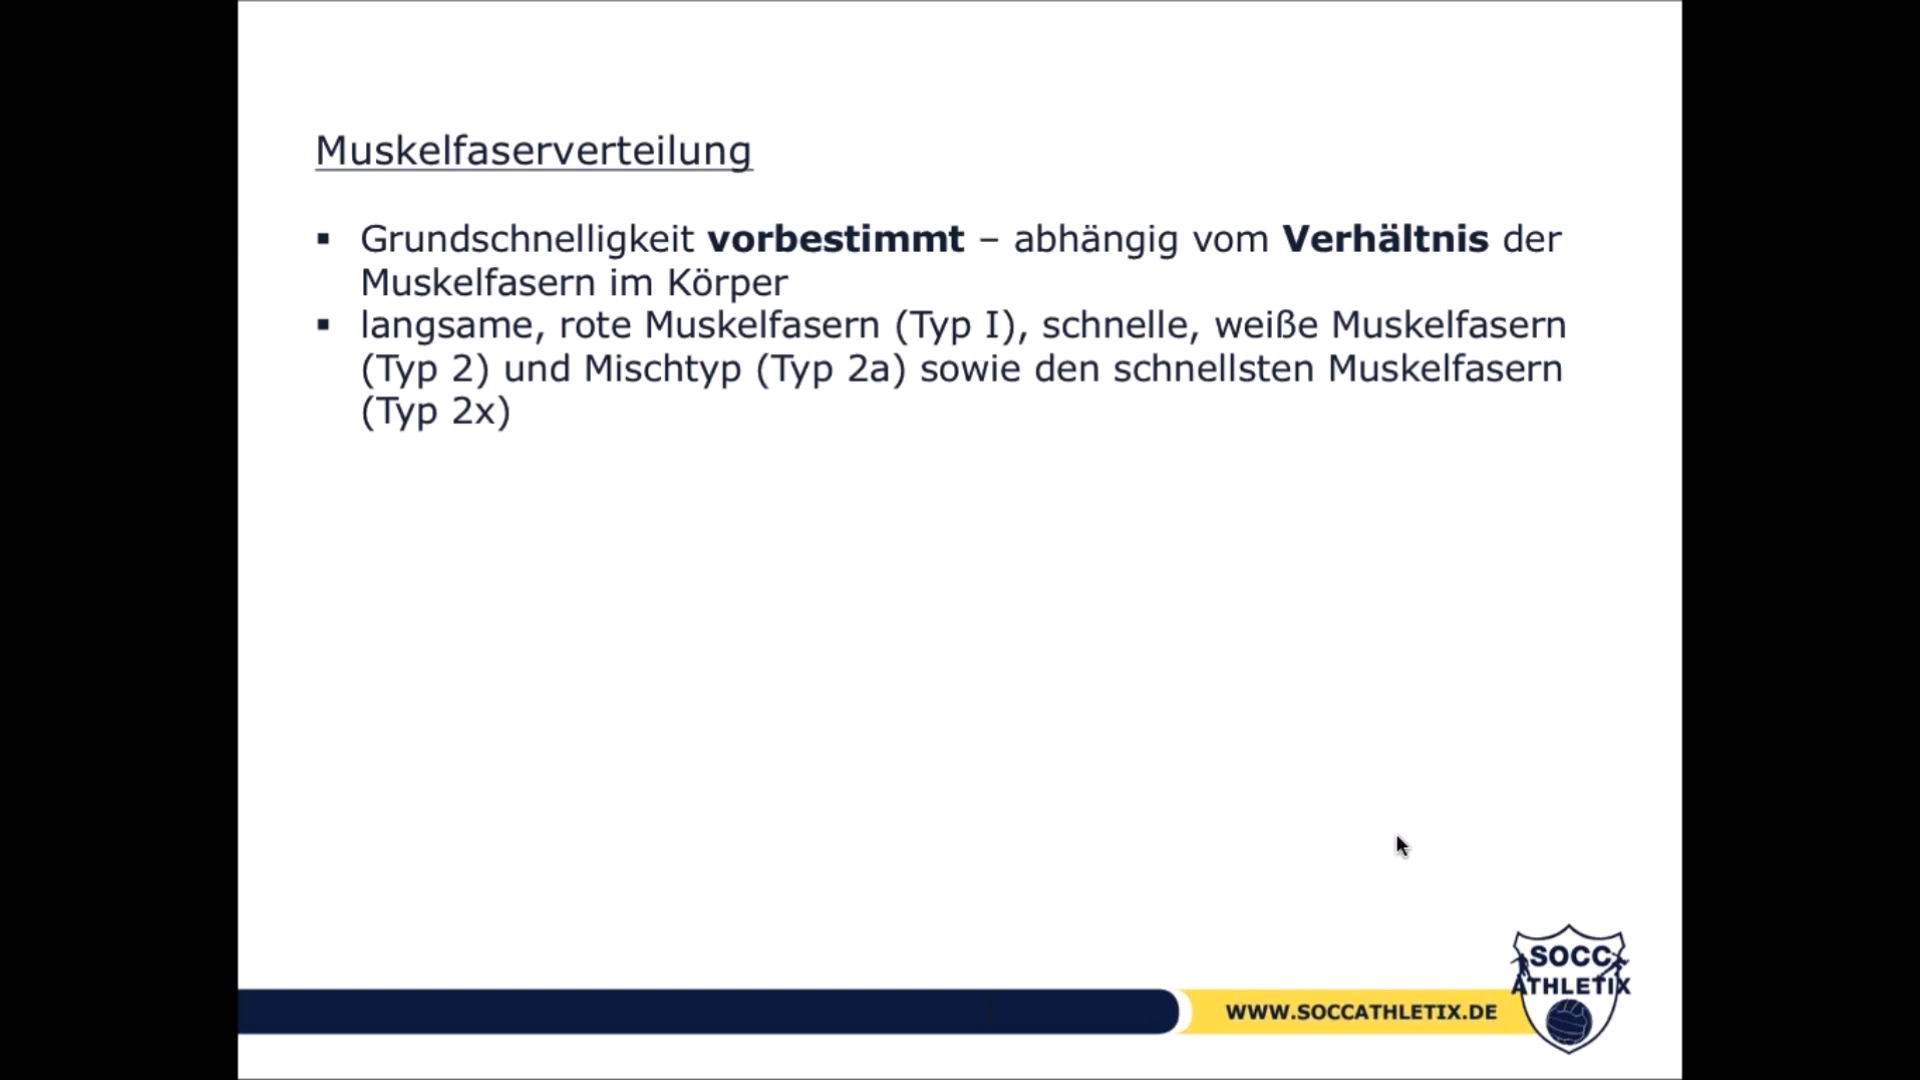 Muskelfaserverteilung
▪ Grundschnelligkeit vorbestimmt – abhängig vom Verhältnis der
Muskelfasern im Körper
▪ langsame, rote Muskelfasern (Typ I), schnelle, weiße Muskelfasern
(Typ 2) und Mischtyp (Typ 2a) sowie den schnellsten Muskelfasern
(Typ 2x)
WWW.SOCCATHLETIX.DE
SOCC
ATHLETIX